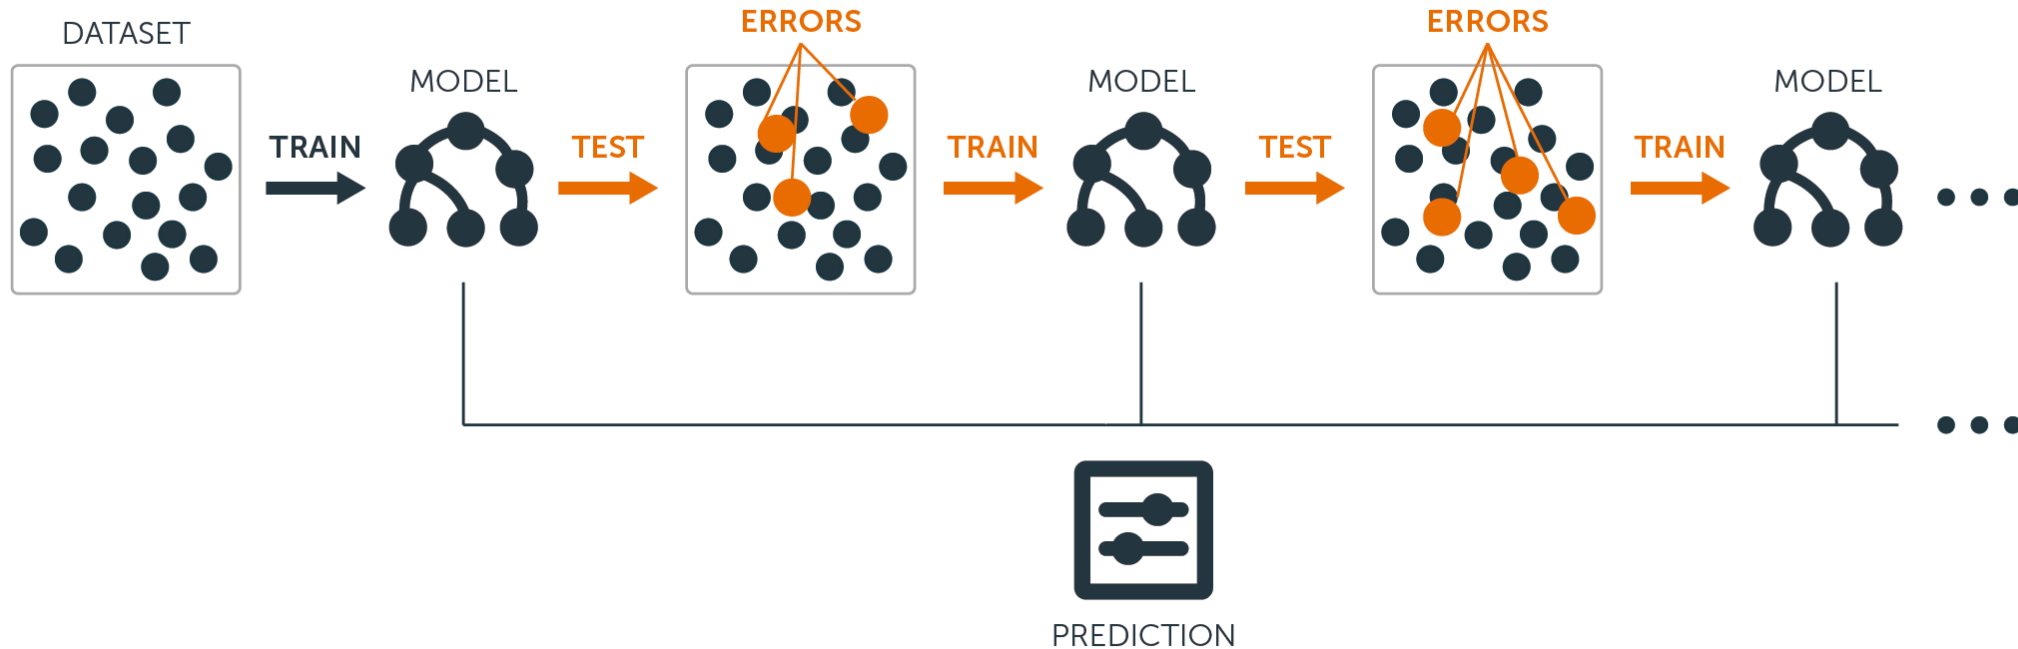 DATASET
TRAIN
MODEL
TEST
ERRORS
TRAIN
MODEL
TEST
ERRORS
TRAIN
MODEL
PREDICTION